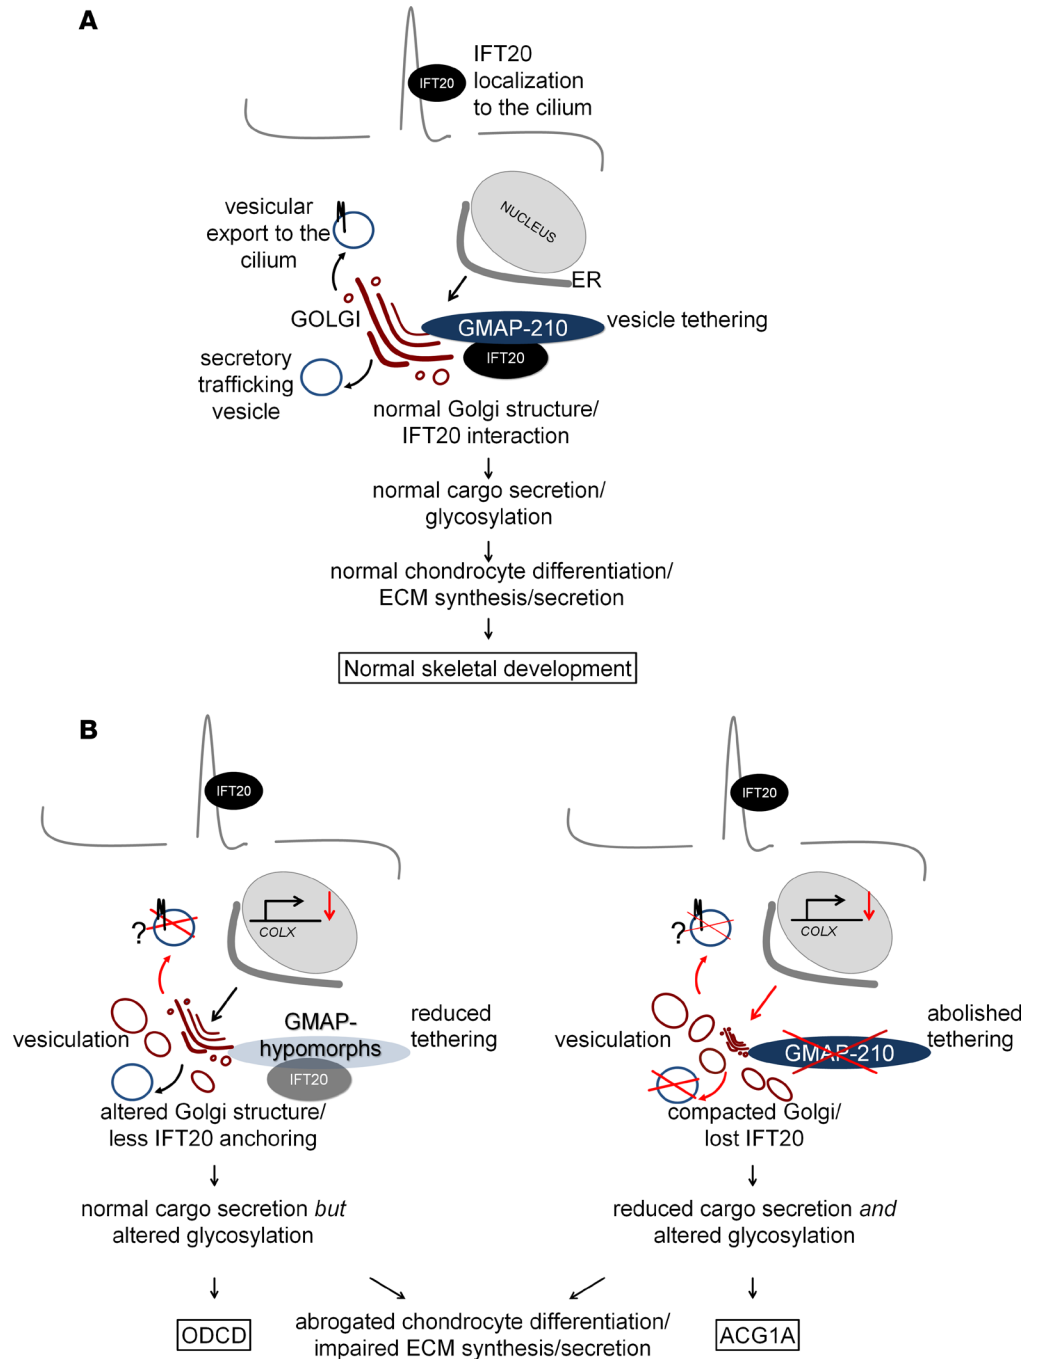 A
IFT20
localization
to the cilium
IFT20
vesicular
export to the
cilium
NUCLEUS
ER
GOLGI
GMAP-210
vesicle tethering
IFT20
secretory
trafficking
vesicle
normal Golgi structure/
IFT20 interaction
normal cargo secretion/
glycosylation
normal chondrocyte differentiation/
ECM synthesis/secretion
Normal skeletal development
B
IFT20
?
COLX
vesiculation
GMAP-
hypomorphs
reduced
tethering
IFT20
altered Golgi structure/
less IFT20 anchoring
normal cargo secretion but
altered glycosylation
ODCD
IFT20
?
COLX
vesiculation
GMAP-210
abolished
tethering
compacted Golgi/
lost IFT20
reduced cargo secretion and
altered glycosylation
ACG1A
abrogated chondrocyte differentiation/
impaired ECM synthesis/secretion